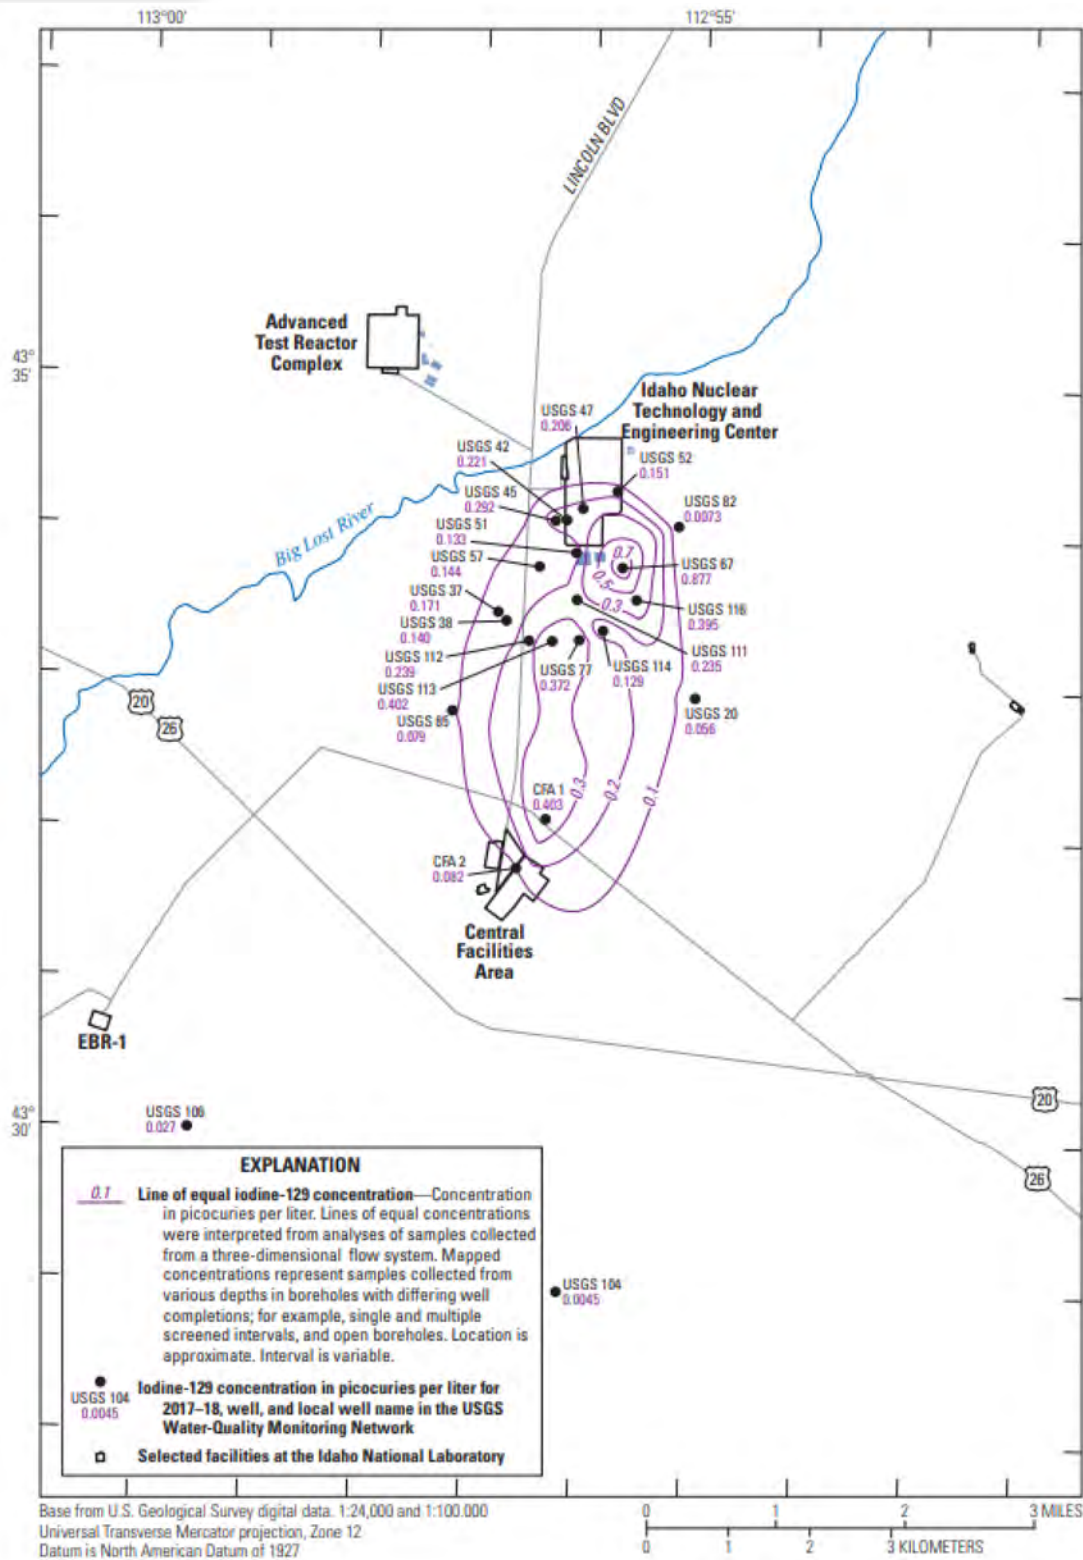 113°00'
112°55'
LINCOLN BLVD
Advanced
Test Reactor
Complex
43°
35'
Idaho Nuclear
Technology and
Engineering Center
USGS 47
0.206
USGS 42
0.221
USGS 52
0.151
USGS 45
0.292
USGS 82
0.0073
USGS 51
0.133
Big Lost River
USGS 57
0.144
0.7
USGS 67
0.877
0.5
USGS 37
0.171
0.3
USGS 116
0.395
USGS 38
0.140
USGS 111
0.235
USGS 112
0.239
USGS 77
0.372
USGS 114
0.129
USGS 113
0.402
20
26
USGS 85
0.079
USGS 20
0.056
CFA 1
0.403
0.3
0.2
0.1
CFA 2
0.082
Central
Facilities
Area
EBR-1
20
43°
30'
USGS 106
0.027
26
EXPLANATION
0.1 Line of equal iodine-129 concentration—Concentration
in picocuries per liter. Lines of equal concentrations
were interpreted from analyses of samples collected
from a three-dimensional flow system. Mapped
concentrations represent samples collected from
various depths in boreholes with differing well
completions; for example, single and multiple
screened intervals, and open boreholes. Location is
approximate. Interval is variable.
USGS 104
0.0045
USGS 104
0.0045
Iodine-129 concentration in picocuries per liter for
2017–18, well, and local well name in the USGS
Water-Quality Monitoring Network
Selected facilities at the Idaho National Laboratory
Base from U.S. Geological Survey digital data. 1:24,000 and 1:100.000
Universal Transverse Mercator projection, Zone 12
Datum is North American Datum of 1927
0 1 2 3 MILES
0 1 2 3 KILOMETERS